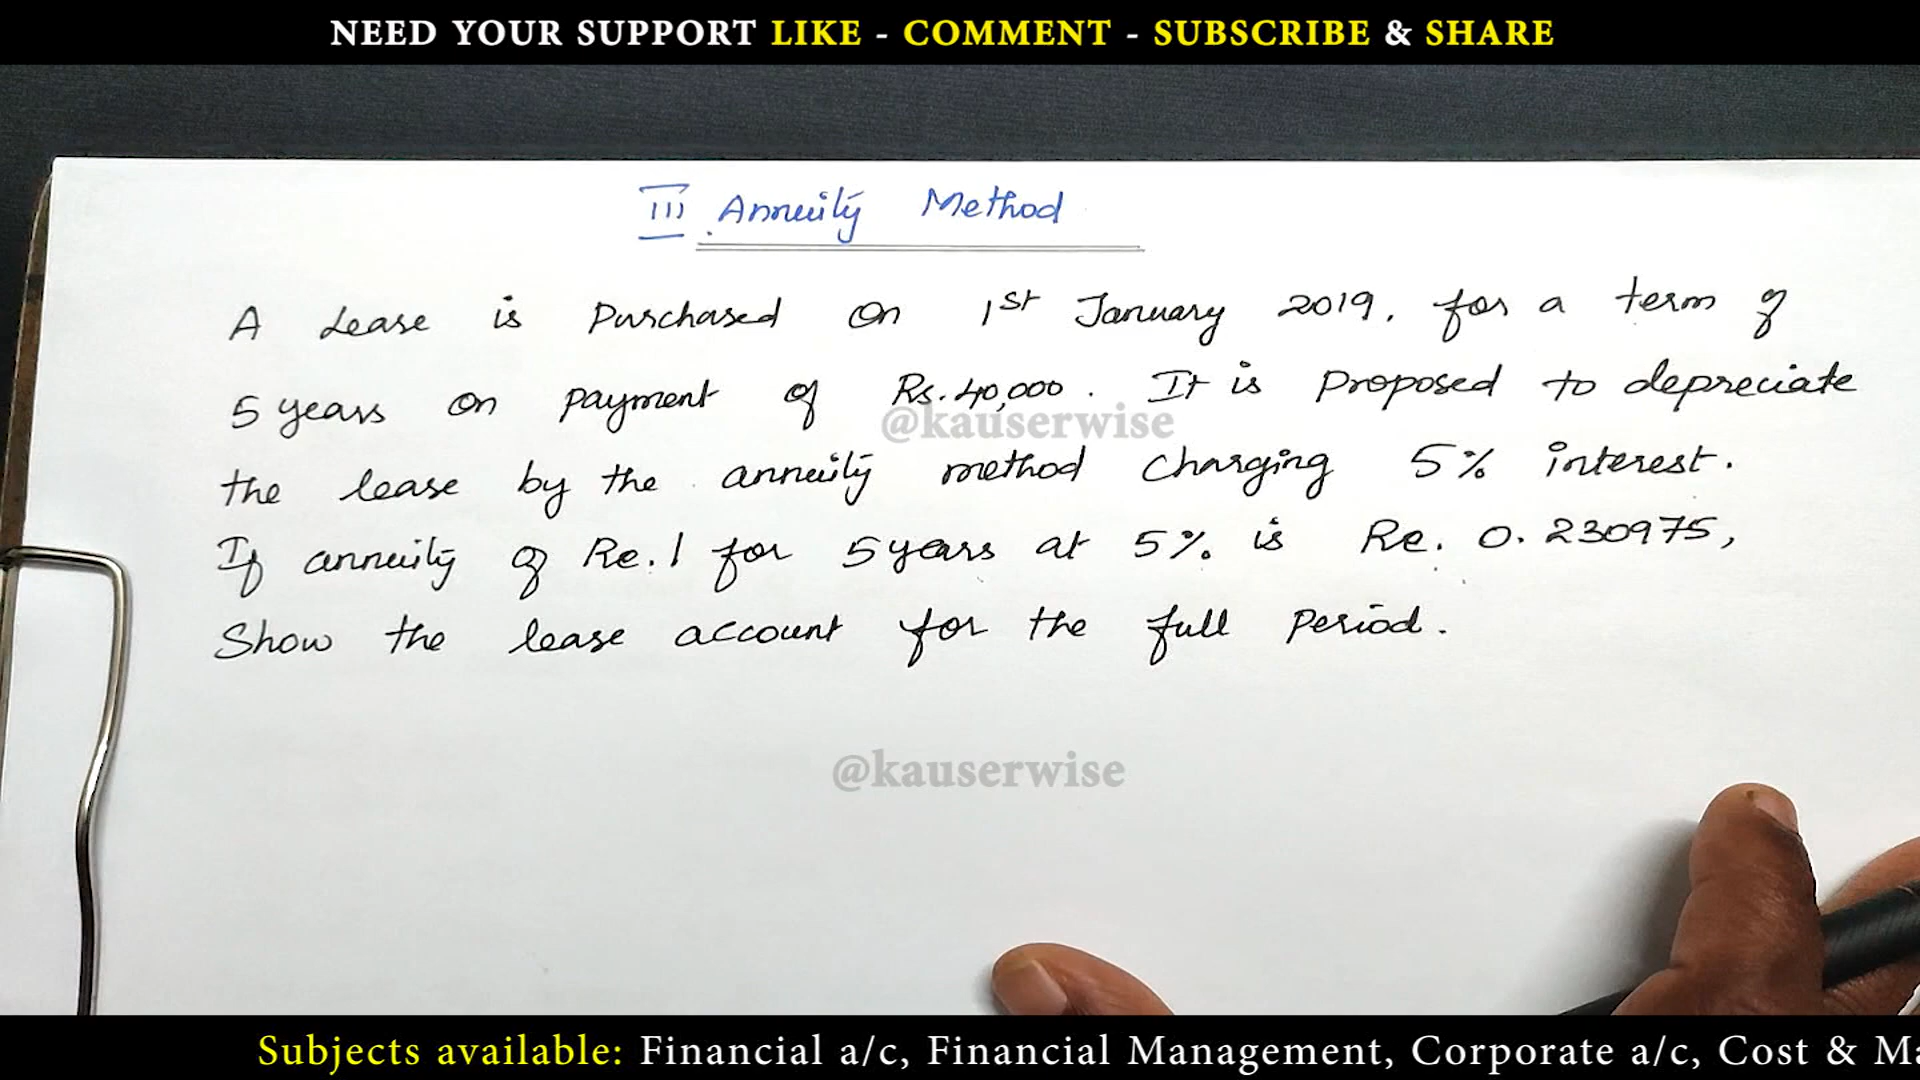 NEED YOUR SUPPORT LIKE - COMMENT - SUBSCRIBE & SHARE
III. Annuity Method
A Lease is Purchased on 1st January 2019, for a term of
5 years on payment of Rs. 40,000. It is proposed to depreciate
@kauserwise
the lease by the annuity method charging 5% interest.
If annuity of Re. 1 for 5 years at 5% is Re. 0.230975,
Show the lease account for the full Period.
@kauserwise
Subjects available: Financial a/c, Financial Management, Corporate a/c, Cost & Ma